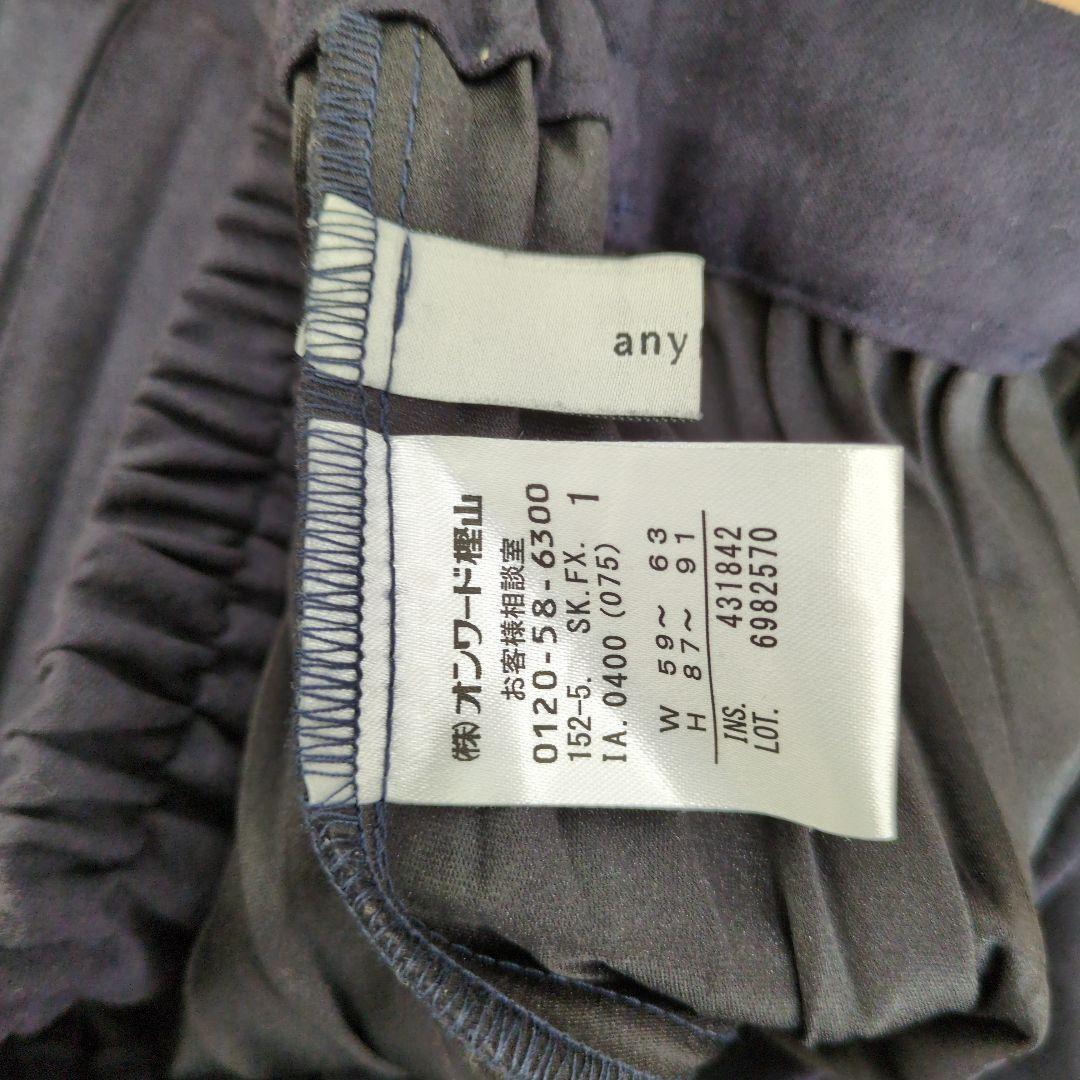 any
(株)オンワード樫山
お客様相談室
0120-58-6300
152-5. SK.FX. 1
IA.0400(075)
W 59~ 63
H 87~ 91
INS. 431842
LOT. 6982570